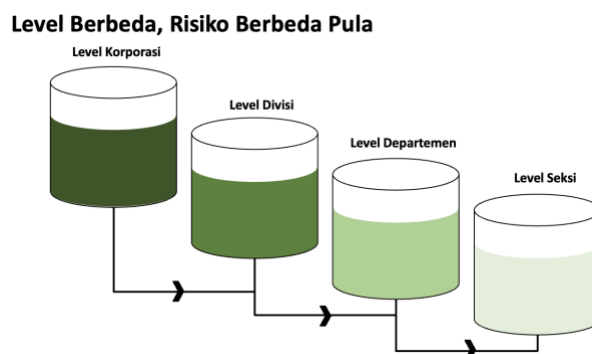 Level Berbeda, Risiko Berbeda Pula
Level Korporasi
Level Divisi
Level Departemen
Level Seksi